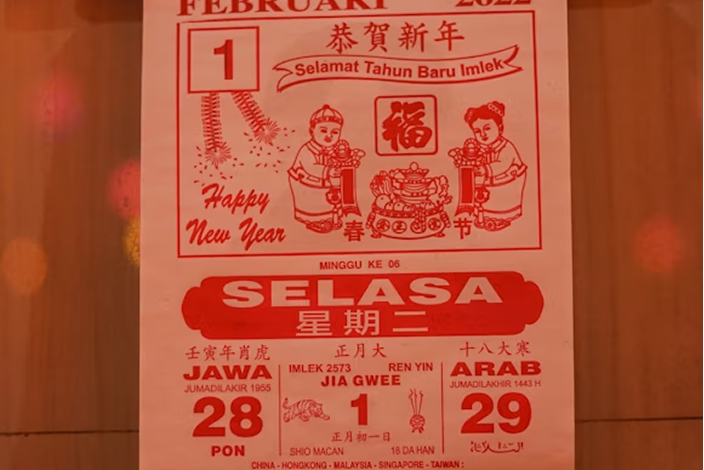 FEBRUARI 2022
1
恭賀新年
Selamat Tahun Baru Imlek
福
Happy
New Year
春 节
MINGGU KE 06
SELASA
星期二
壬寅年肖虎 正月大 十八大寒
JAWA IMLEK 2573 REN YIN ARAB
JUMADILAKIR 1955 JIA GWEE JUMADILAKHIR 1443 H
28 1 29
PON 正月初一日
SHIO MACAN 18 DA HAN
CHINA - HONGKONG - MALAYSIA - SINGAPORE - TAIWAN :